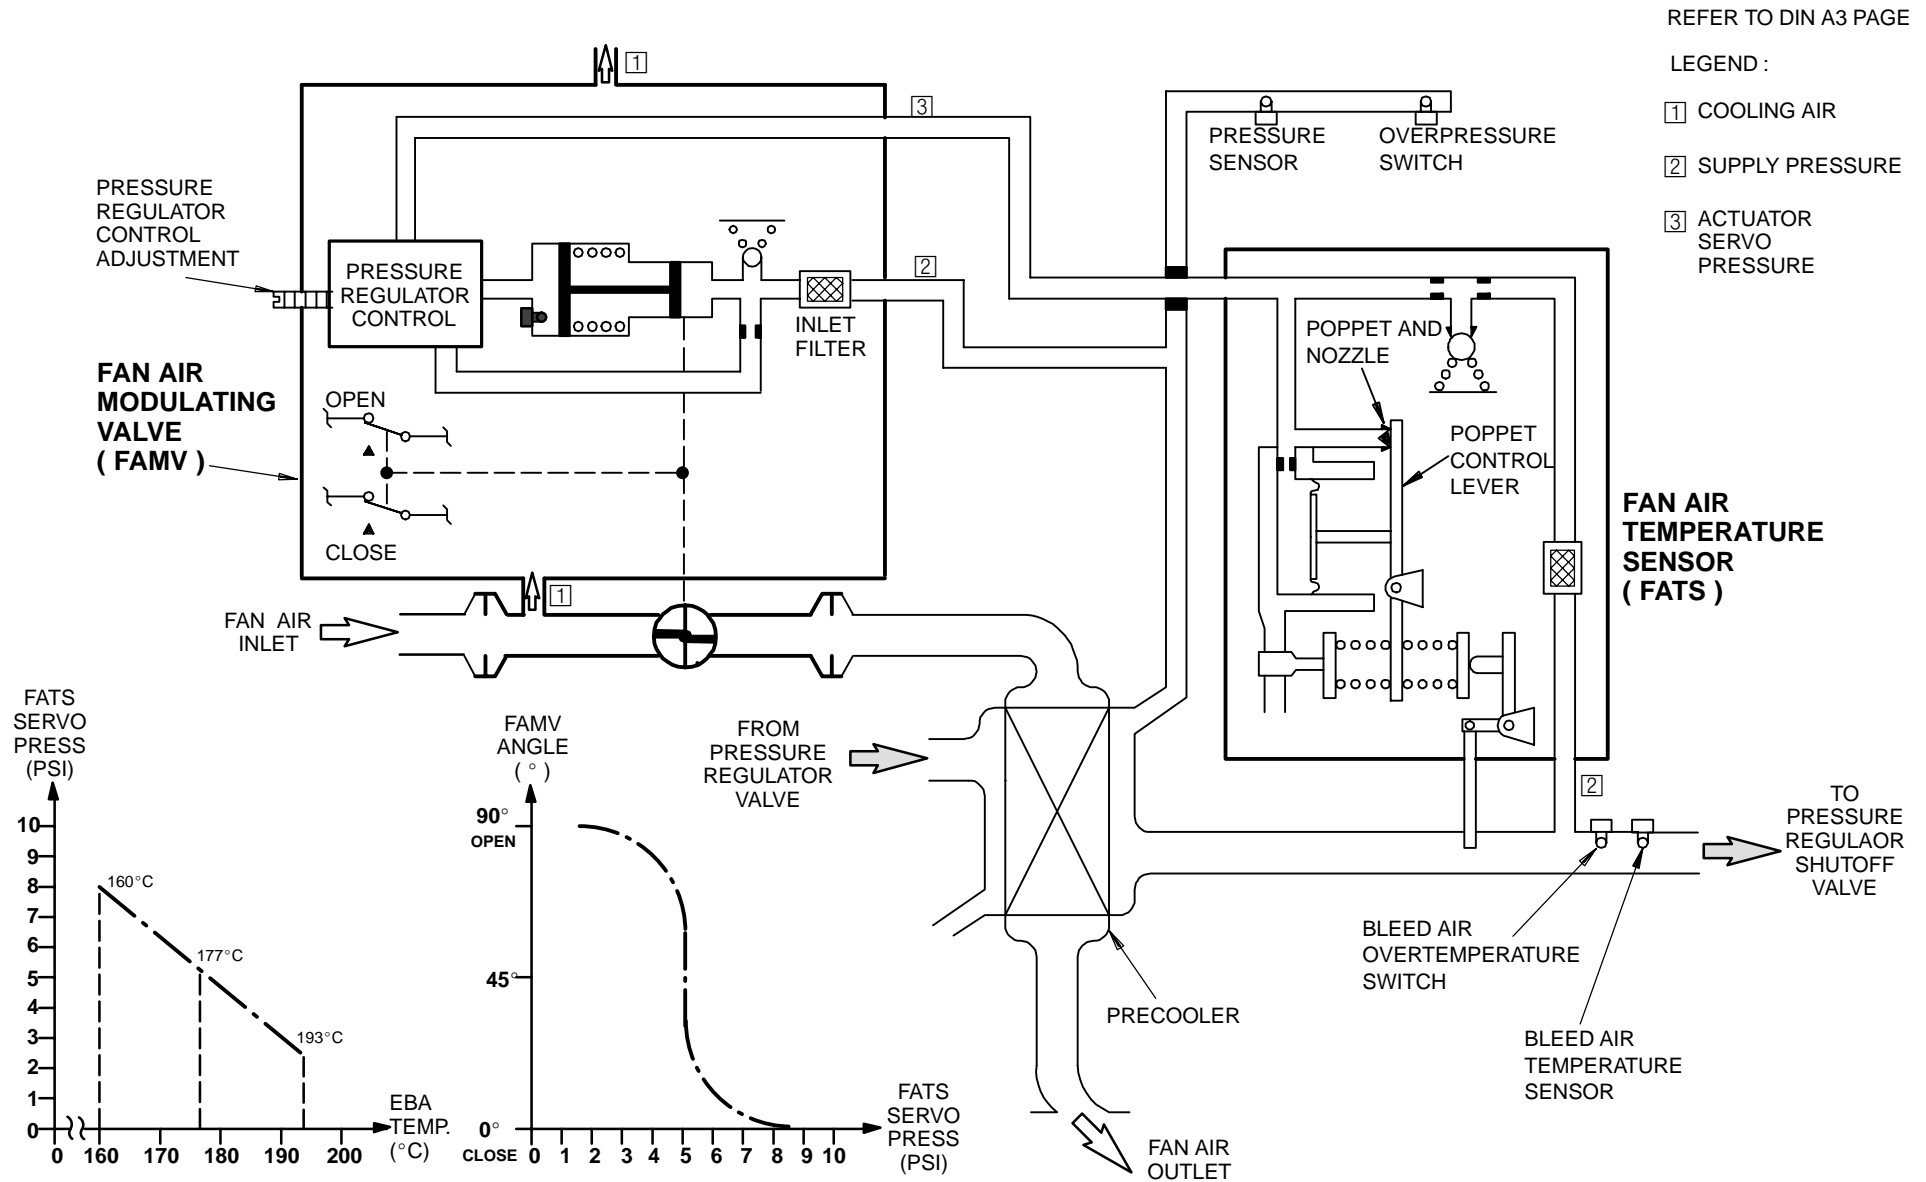 REFER TO DIN A3 PAGE
LEGEND :
1 COOLING AIR
2 SUPPLY PRESSURE
3 ACTUATOR
SERVO
PRESSURE
1
3
PRESSURE
SENSOR
OVERPRESSURE
SWITCH
PRESSURE
REGULATOR
CONTROL
ADJUSTMENT
PRESSURE
REGULATOR
CONTROL
2
INLET
FILTER
FAN AIR
MODULATING
VALVE
( FAMV )
OPEN
CLOSE
POPPET AND
NOZZLE
POPPET
CONTROL
LEVER
FAN AIR
TEMPERATURE
SENSOR
( FATS )
1
FAN AIR
INLET
FROM
PRESSURE
REGULATOR
VALVE
2
TO
PRESSURE
REGULAOR
SHUTOFF
VALVE
BLEED AIR
OVERTEMPERATURE
SWITCH
BLEED AIR
TEMPERATURE
SENSOR
PRECOOLER
FAN AIR
OUTLET
FATS
SERVO
PRESS
(PSI)
10
9
8
7
6
5
4
3
2
1
0
160°C
177°C
193°C
0 160 170 180 190 200
EBA
TEMP.
(°C)
FAMV
ANGLE
( ° )
90°
OPEN
45°
0°
CLOSE
0 1 2 3 4 5 6 7 8 9 10
FATS
SERVO
PRESS
(PSI)